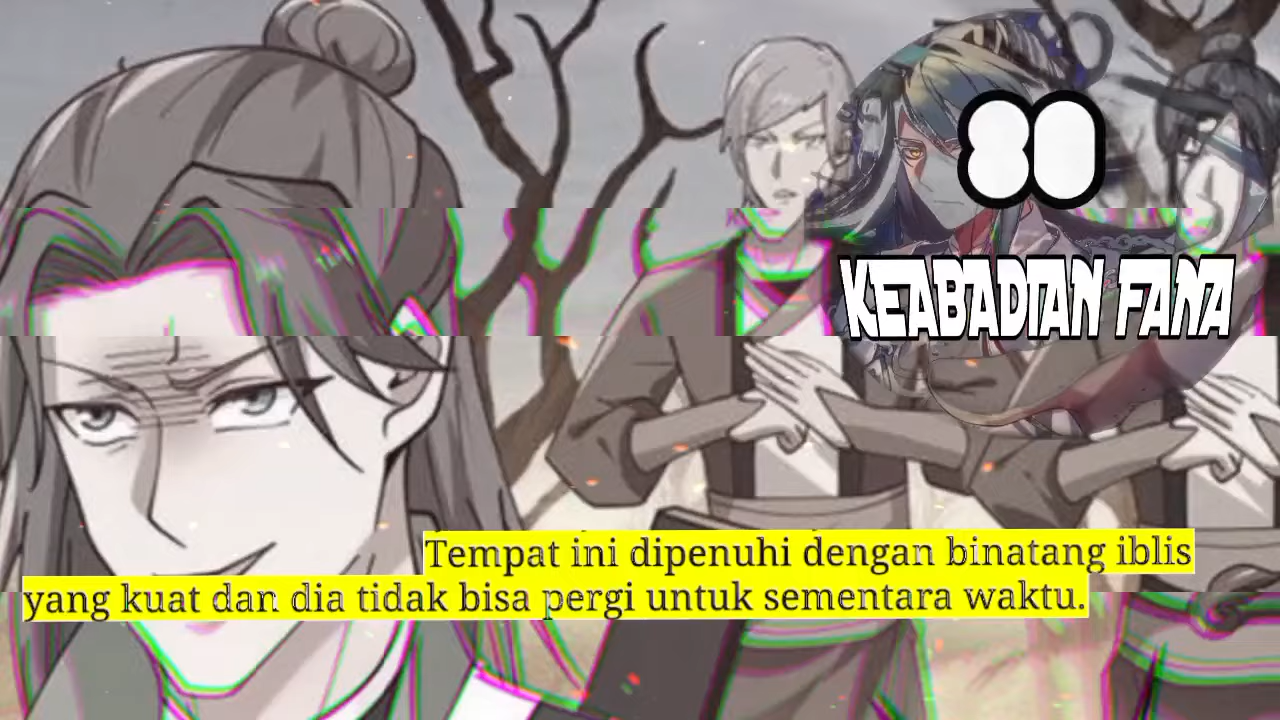 80
KEABADIAN FANA
Tempat ini dipenuhi dengan binatang iblis
yang kuat dan dia tidak bisa pergi untuk sementara waktu.